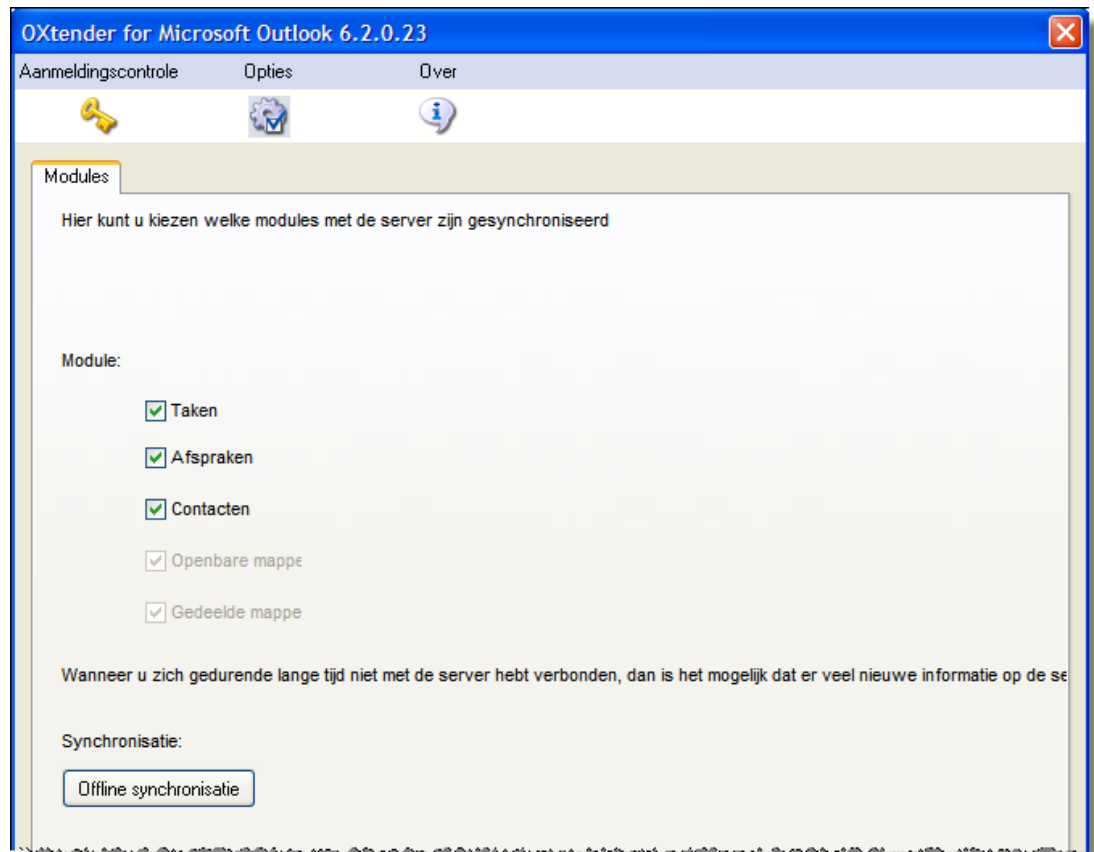 OXtender for Microsoft Outlook 6.2.0.23
Aanmeldingscontrole Opties Over
Modules
Hier kunt u kiezen welke modules met de server zijn gesynchroniseerd
Module:
Taken
Afspraken
Contacten
Openbare mappe
Gedeelde mappe
Wanneer u zich gedurende lange tijd niet met de server hebt verbonden, dan is het mogelijk dat er veel nieuwe informatie op de se
Synchronisatie:
Offline synchronisatie